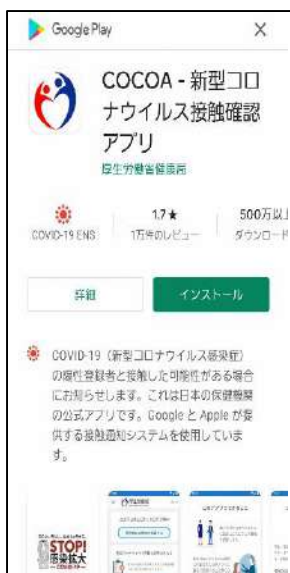 Google Play
COCOA - 新型コロ
ナウイルス接触確認
アプリ
厚生労働省健康局
1.7★
500万以上
COVID-19 ENS
1万件のレビュー
ダウンロード
詳細
インストール
COVID-19（新型コロナウイルス感染症）
の陽性登録者と接触した可能性がある場合
にお知らせします。これは日本の保健機関
の公式アプリです。Google と Apple が提
供する接触通知システムを使用していま
す。
STOP!
感染拡大